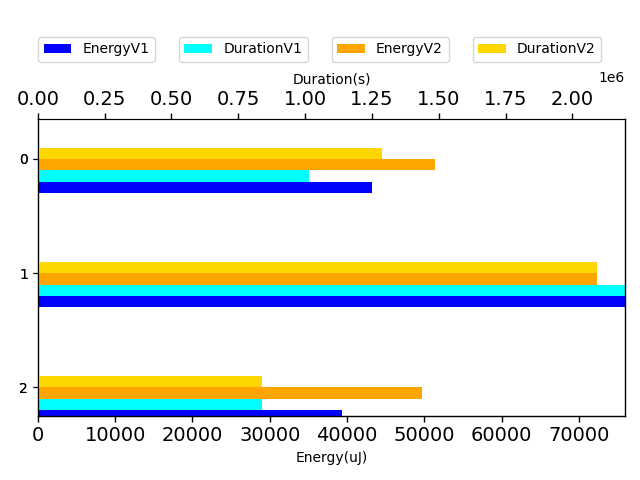 EnergyV1 DurationV1 EnergyV2 DurationV2
Duration(s)
1e6
0.00 0.25 0.50 0.75 1.00 1.25 1.50 1.75 2.00
0
1
2
0 10000 20000 30000 40000 50000 60000 70000
Energy(uJ)